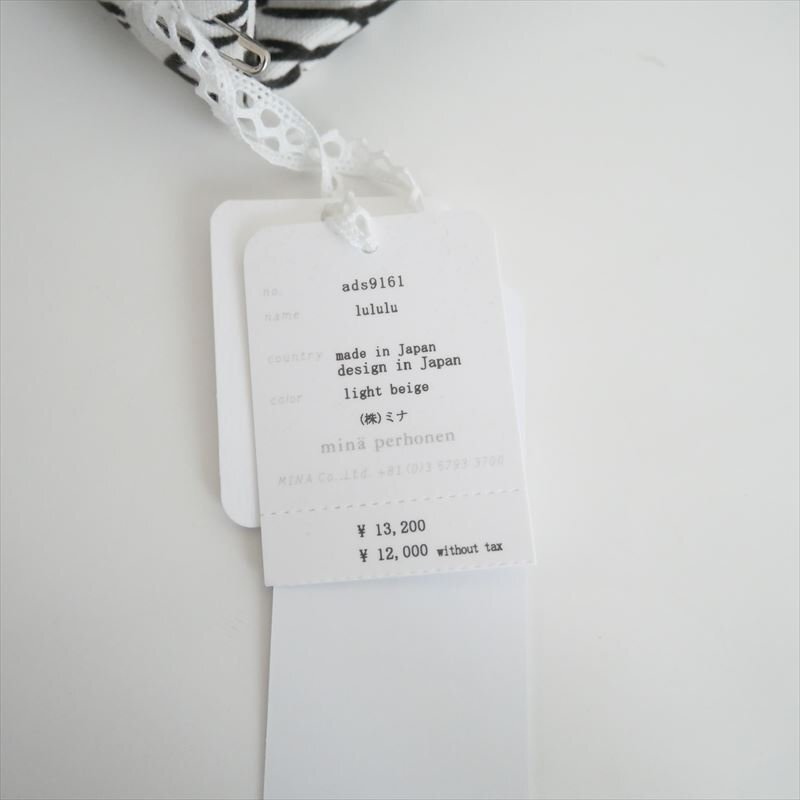 no. ads9161
name lululu
country made in Japan
design in Japan
color light beige
(株)ミナ
minä perhonen
MINA Co.,Ltd. +81(0)3 5793 3700
¥ 13,200
¥ 12,000 without tax